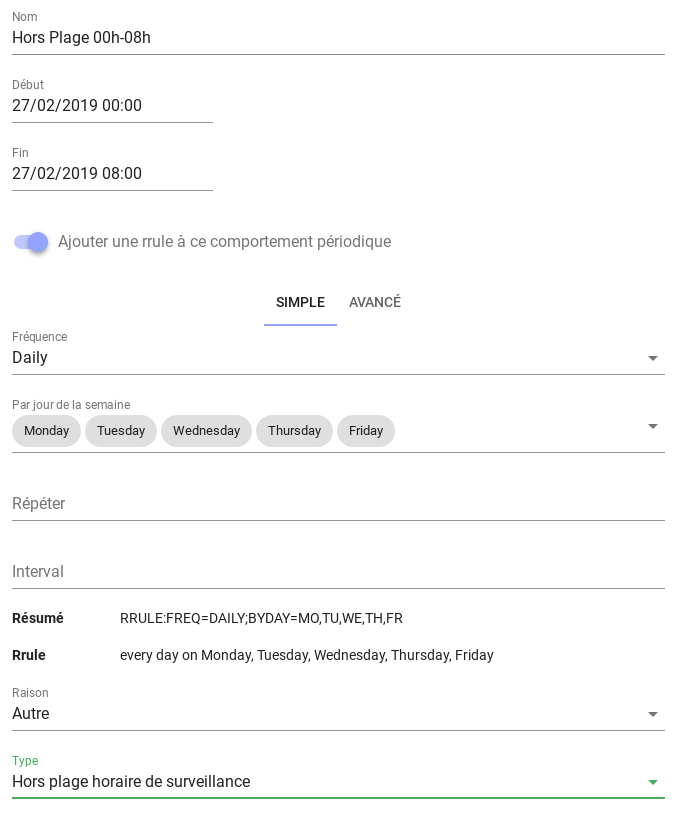 Nom
Hors Plage 00h-08h
Début
27/02/2019 00:00
Fin
27/02/2019 08:00
Ajouter une rrule à ce comportement périodique
SIMPLE AVANCÉ
Fréquence
Daily
Par jour de la semaine
Monday Tuesday Wednesday Thursday Friday
Répéter
Interval
Résumé RRULE:FREQ=DAILY;BYDAY=MO,TU,WE,TH,FR
Rrule every day on Monday, Tuesday, Wednesday, Thursday, Friday
Raison
Autre
Type
Hors plage horaire de surveillance